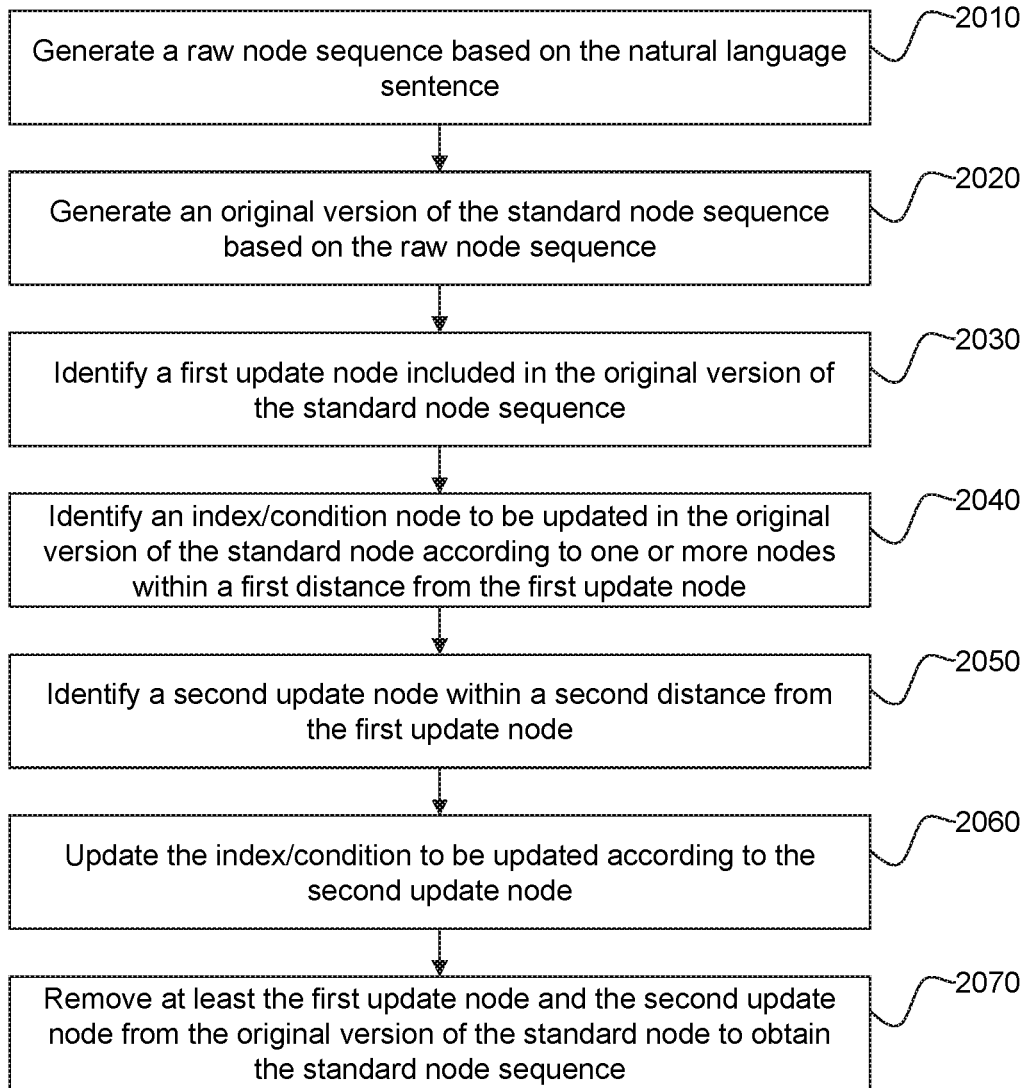 2010
Generate a raw node sequence based on the natural language
sentence
2020
Generate an original version of the standard node sequence
based on the raw node sequence
2030
Identify a first update node included in the original version of
the standard node sequence
2040
Identify an index/condition node to be updated in the original
version of the standard node according to one or more nodes
within a first distance from the first update node
2050
Identify a second update node within a second distance from
the first update node
2060
Update the index/condition to be updated according to the
second update node
2070
Remove at least the first update node and the second update
node from the original version of the standard node to obtain
the standard node sequence